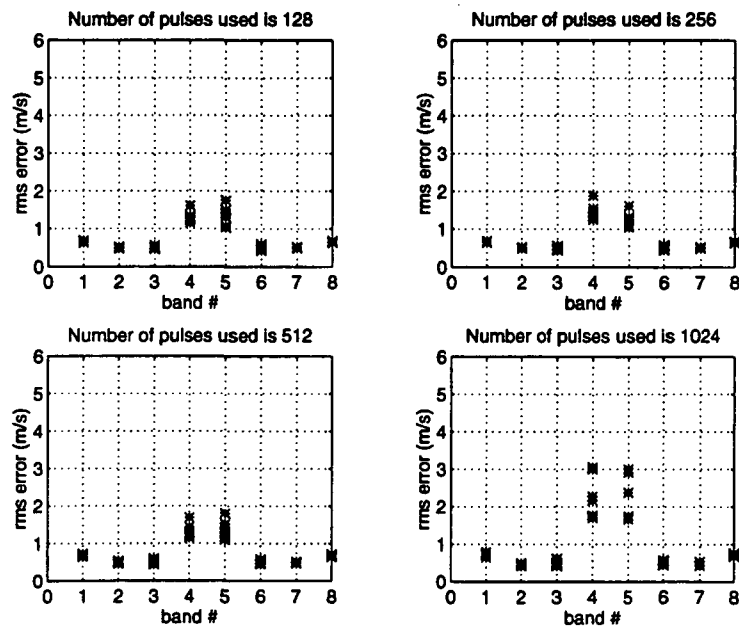 Number of pulses used is 128
6
5
4
3
2
1
0
rms error (m/s)
0 1 2 3 4 5 6 7 8
band #
Number of pulses used is 256
6
5
4
3
2
1
0
rms error (m/s)
0 1 2 3 4 5 6 7 8
band #
Number of pulses used is 512
6
5
4
3
2
1
0
rms error (m/s)
0 1 2 3 4 5 6 7 8
band #
Number of pulses used is 1024
6
5
4
3
2
1
0
rms error (m/s)
0 1 2 3 4 5 6 7 8
band #